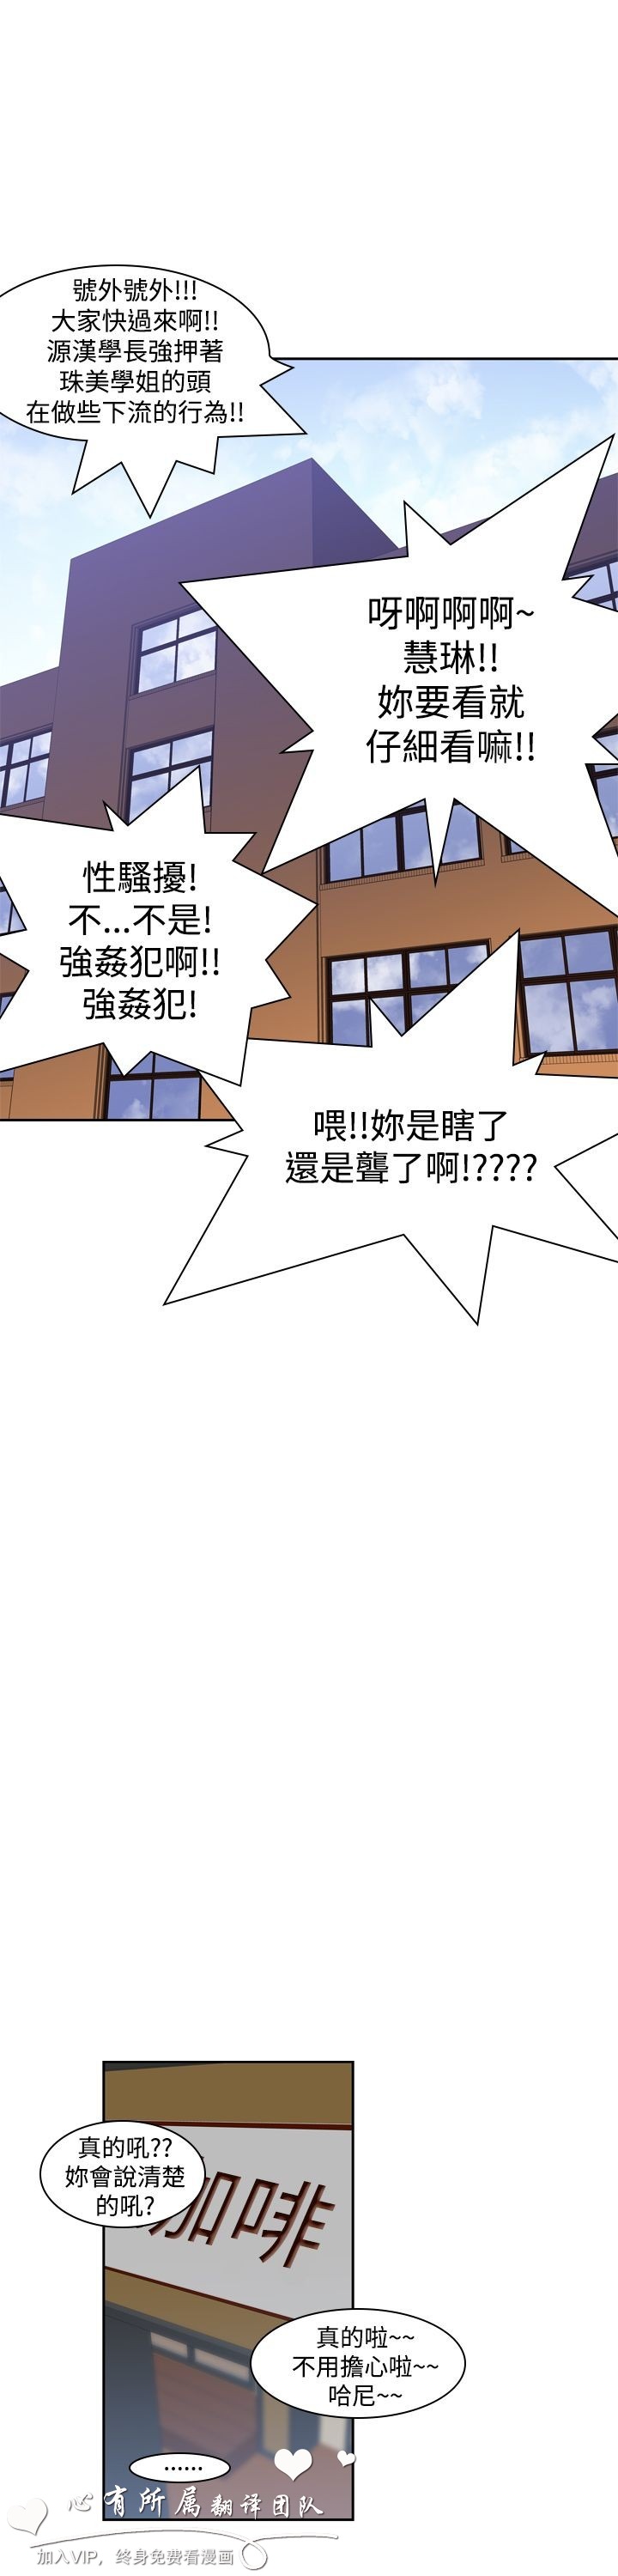 號外號外!!!
大家快過來啊!!
源漢學長強押著
珠美學姐的頭
在做些下流的行為!!
呀啊啊啊~
慧琳!!
妳要看就
仔細看嘛!!
性騷擾!
不...不是!
強姦犯啊!!
強姦犯!
喂!!妳是瞎了
還是聾了啊!????
真的吼??
妳會說清楚
的吼?
咖啡
真的啦~~
不用擔心啦~~
哈尼~~
......
心有所属翻译团队
加入VIP，终身免费看漫画